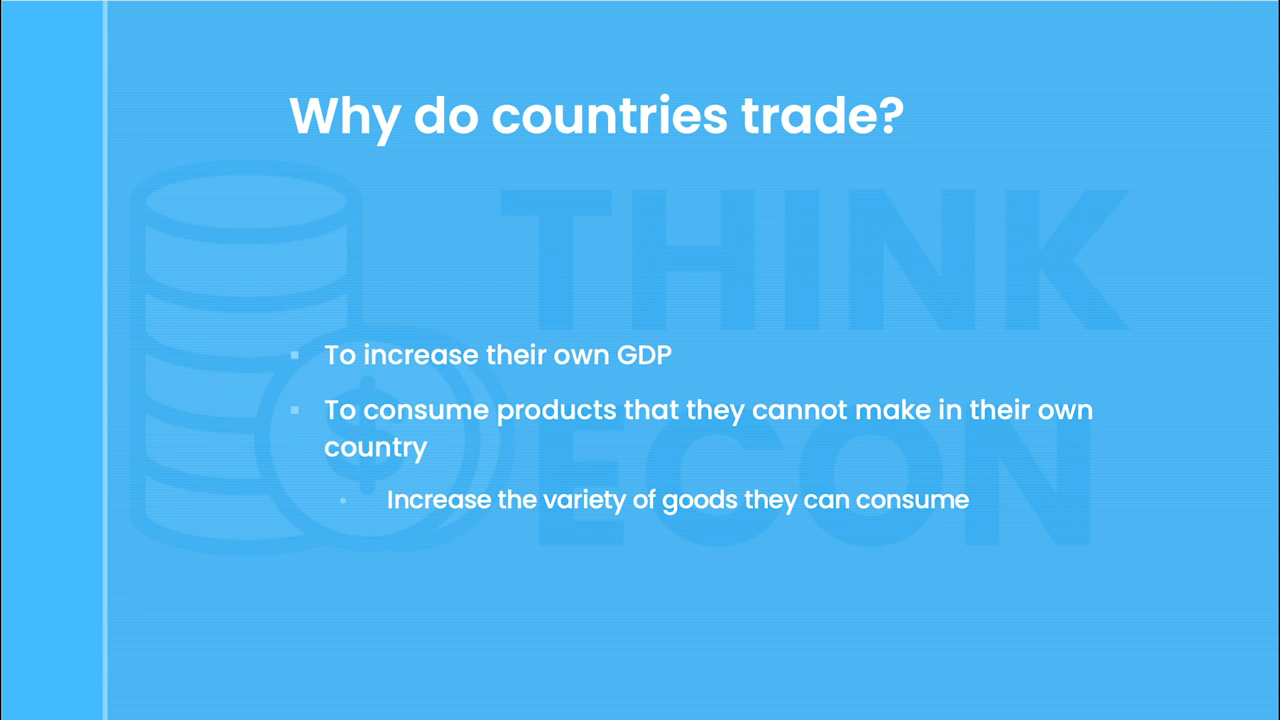 Why do countries trade?
THINK
ECON
To increase their own GDP
To consume products that they cannot make in their own
country
Increase the variety of goods they can consume
$